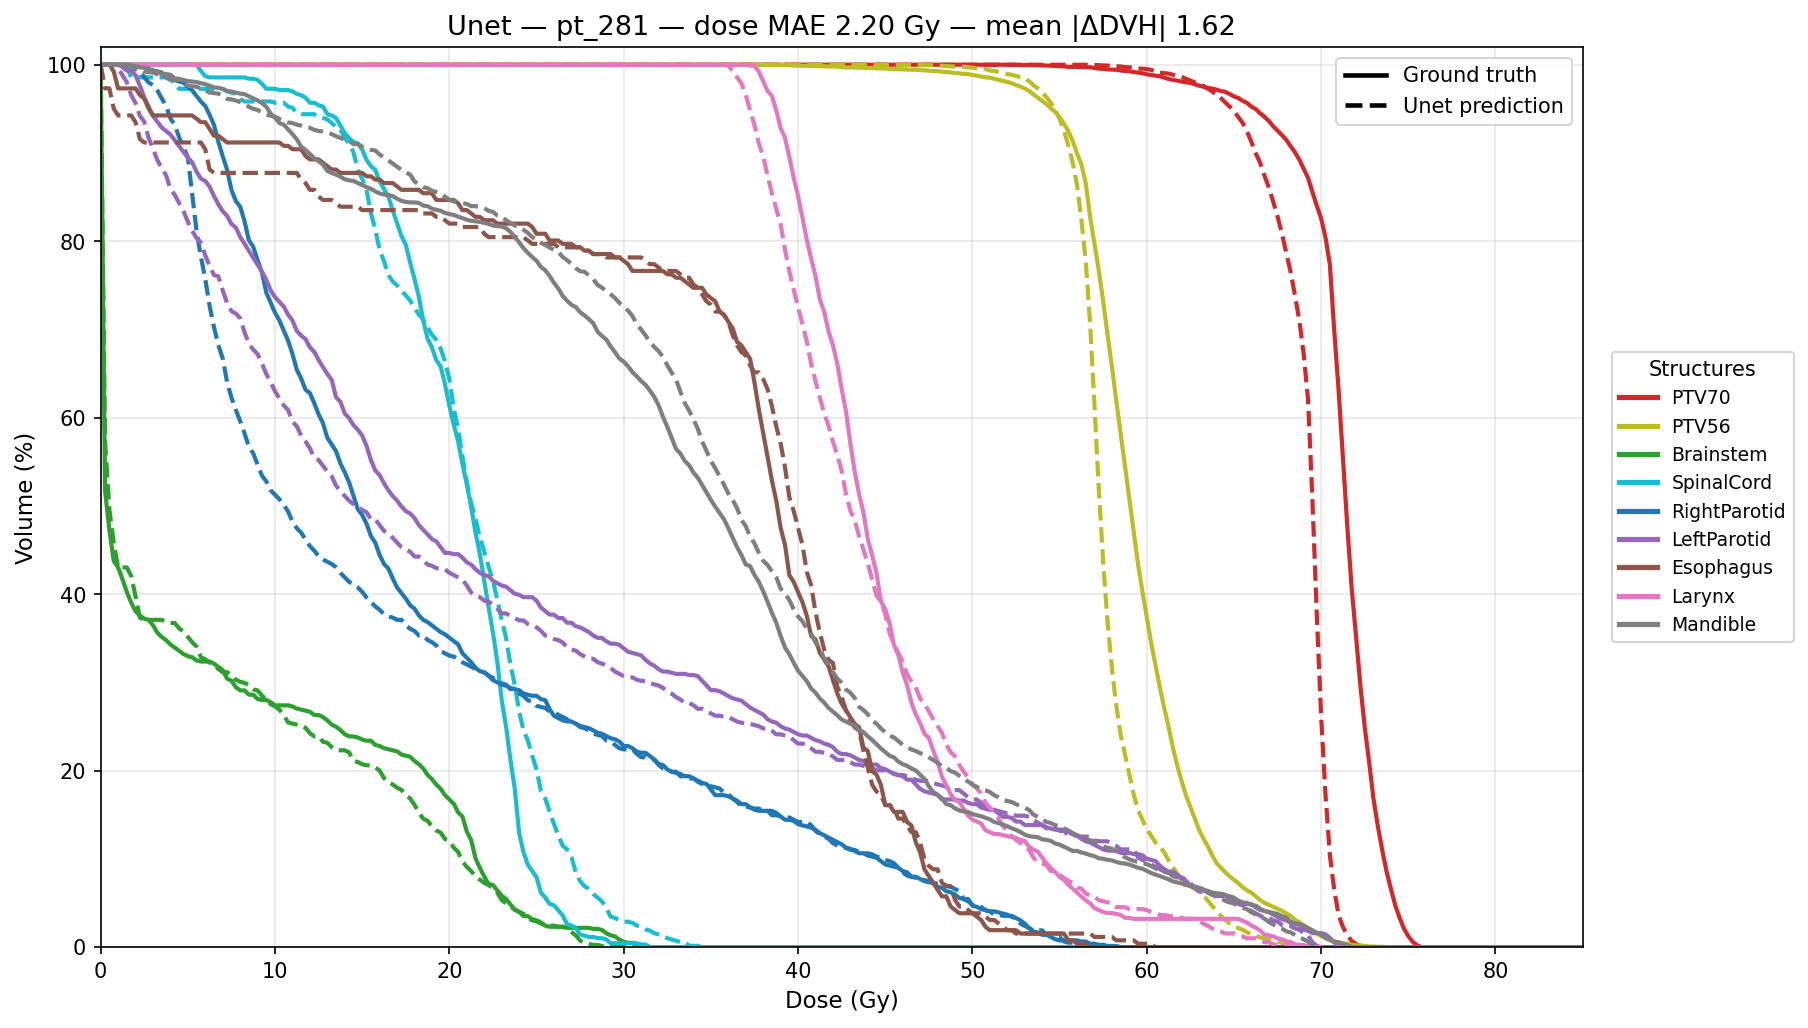 Unet — pt_281 — dose MAE 2.20 Gy — mean |ΔDVH| 1.62
Ground truth
Unet prediction
Structures
PTV70
PTV56
Brainstem
SpinalCord
RightParotid
LeftParotid
Esophagus
Larynx
Mandible
Volume (%)
100
80
60
40
20
0
0 10 20 30 40 50 60 70 80
Dose (Gy)